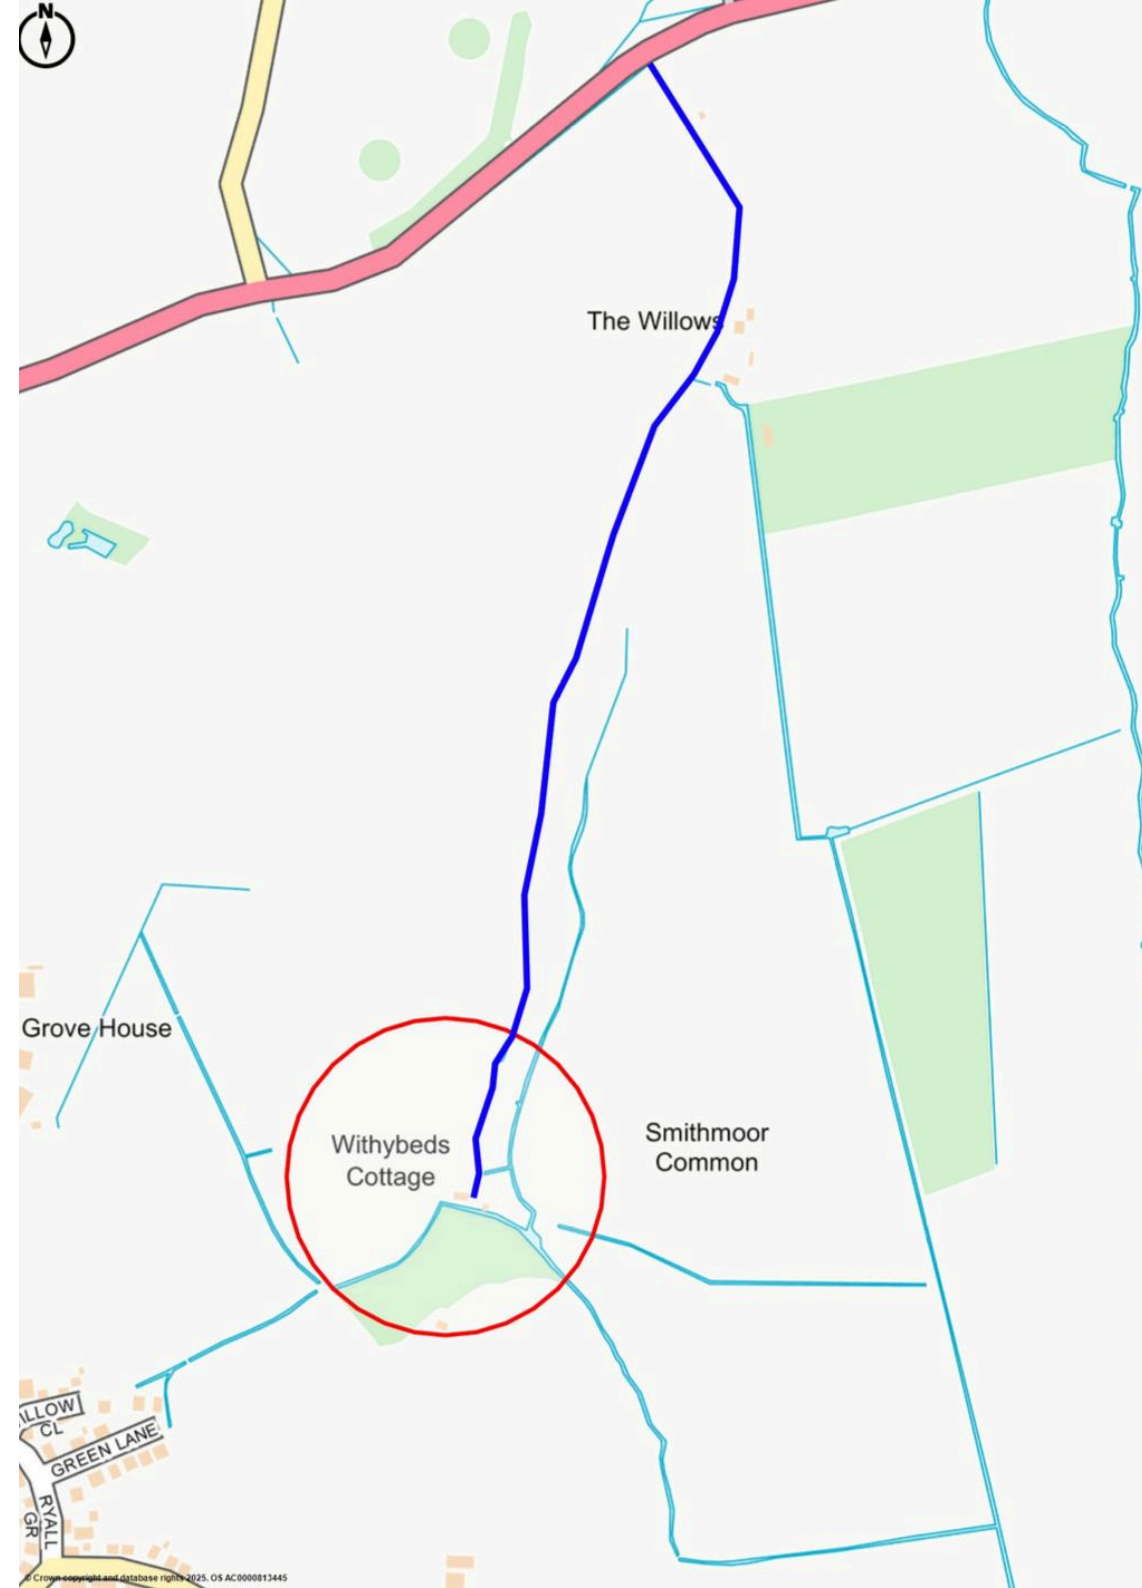 N
The Willows
Grove House
Smithmoor
Common
Withybeds
Cottage
ILLOW
CL
GREEN LANE
RYALL
GR
© Crown copyright and database rights 2025. OS AC0000813445